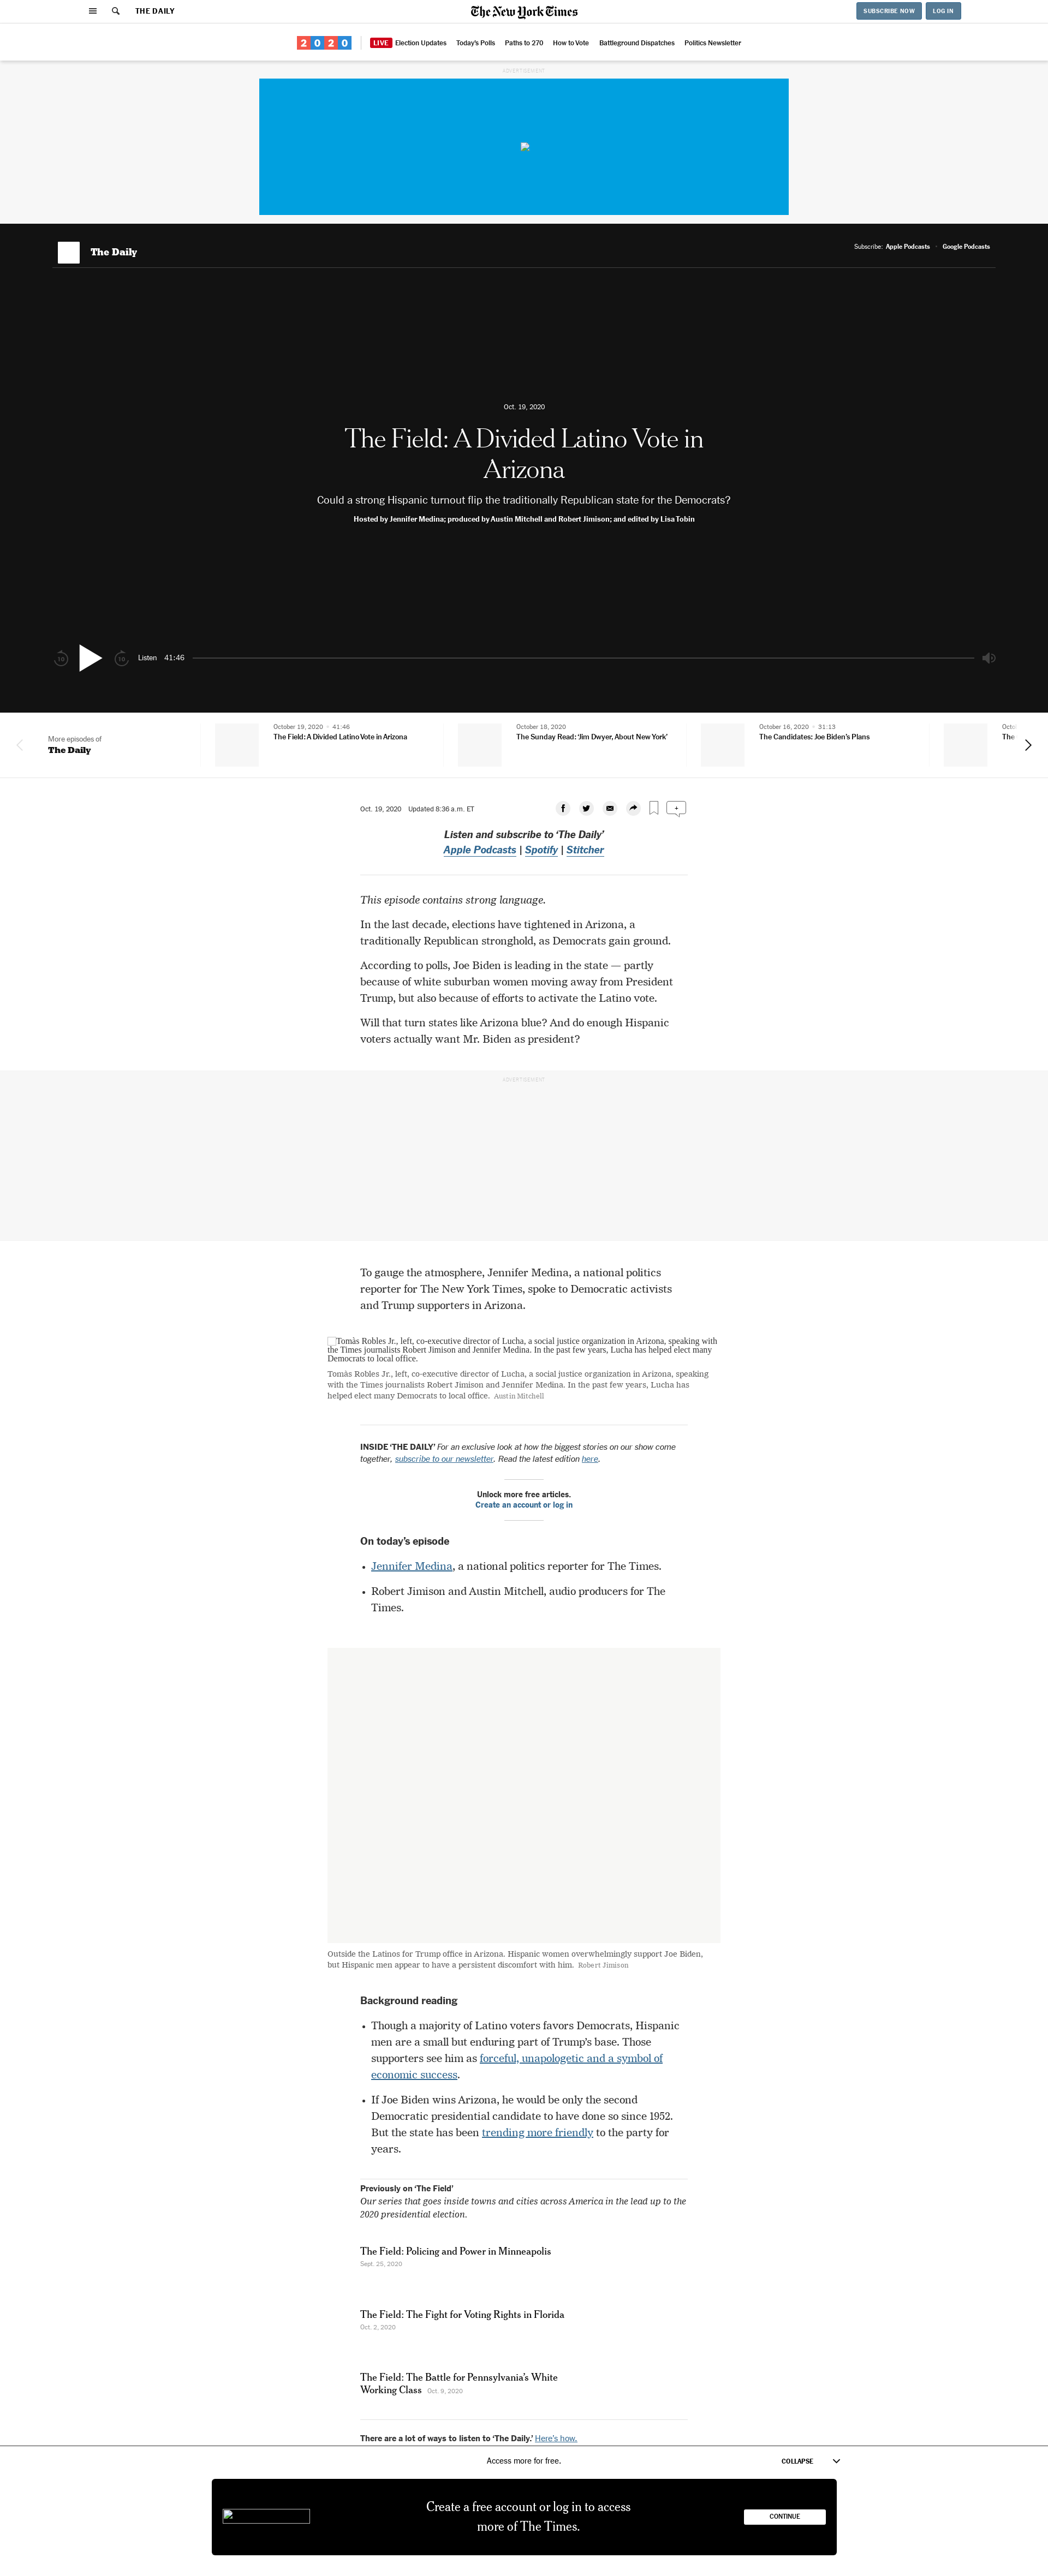 THE DAILY
The New York Times
SUBSCRIBE NOW
LOG IN
2020
LIVE Election Updates
Today's Polls
Paths to 270
How to Vote
Battleground Dispatches
Politics Newsletter
ADVERTISEMENT
The Daily
Subscribe: Apple Podcasts · Google Podcasts
Oct. 19, 2020
The Field: A Divided Latino Vote in
Arizona
Could a strong Hispanic turnout flip the traditionally Republican state for the Democrats?
Hosted by Jennifer Medina; produced by Austin Mitchell and Robert Jimison; and edited by Lisa Tobin
10
10
Listen 41:46
More episodes of
The Daily
October 19, 2020 · 41:46
The Field: A Divided Latino Vote in Arizona
October 18, 2020
The Sunday Read: ‘Jim Dwyer, About New York’
October 16, 2020 · 31:13
The Candidates: Joe Biden’s Plans
The
Oct. 19, 2020 Updated 8:36 a.m. ET
+
Listen and subscribe to ‘The Daily’
Apple Podcasts | Spotify | Stitcher
This episode contains strong language.
In the last decade, elections have tightened in Arizona, a
traditionally Republican stronghold, as Democrats gain ground.
According to polls, Joe Biden is leading in the state — partly
because of white suburban women moving away from President
Trump, but also because of efforts to activate the Latino vote.
Will that turn states like Arizona blue? And do enough Hispanic
voters actually want Mr. Biden as president?
ADVERTISEMENT
To gauge the atmosphere, Jennifer Medina, a national politics
reporter for The New York Times, spoke to Democratic activists
and Trump supporters in Arizona.
Tomàs Robles Jr., left, co-executive director of Lucha, a social justice organization in Arizona, speaking with
the Times journalists Robert Jimison and Jennifer Medina. In the past few years, Lucha has helped elect many
Democrats to local office.
Tomàs Robles Jr., left, co-executive director of Lucha, a social justice organization in Arizona, speaking
with the Times journalists Robert Jimison and Jennifer Medina. In the past few years, Lucha has
helped elect many Democrats to local office. Austin Mitchell
INSIDE ‘THE DAILY’ For an exclusive look at how the biggest stories on our show come
together, subscribe to our newsletter. Read the latest edition here.
Unlock more free articles.
Create an account or log in
On today’s episode
• Jennifer Medina, a national politics reporter for The Times.
• Robert Jimison and Austin Mitchell, audio producers for The
Times.
Outside the Latinos for Trump office in Arizona. Hispanic women overwhelmingly support Joe Biden,
but Hispanic men appear to have a persistent discomfort with him. Robert Jimison
Background reading
• Though a majority of Latino voters favors Democrats, Hispanic
men are a small but enduring part of Trump’s base. Those
supporters see him as forceful, unapologetic and a symbol of
economic success.
• If Joe Biden wins Arizona, he would be only the second
Democratic presidential candidate to have done so since 1952.
But the state has been trending more friendly to the party for
years.
Previously on ‘The Field’
Our series that goes inside towns and cities across America in the lead up to the
2020 presidential election.
The Field: Policing and Power in Minneapolis
Sept. 25, 2020
The Field: The Fight for Voting Rights in Florida
Oct. 2, 2020
The Field: The Battle for Pennsylvania’s White
Working Class Oct. 9, 2020
There are a lot of ways to listen to ‘The Daily.’ Here’s how.
Access more for free.
COLLAPSE
Create a free account or log in to access
more of The Times.
CONTINUE